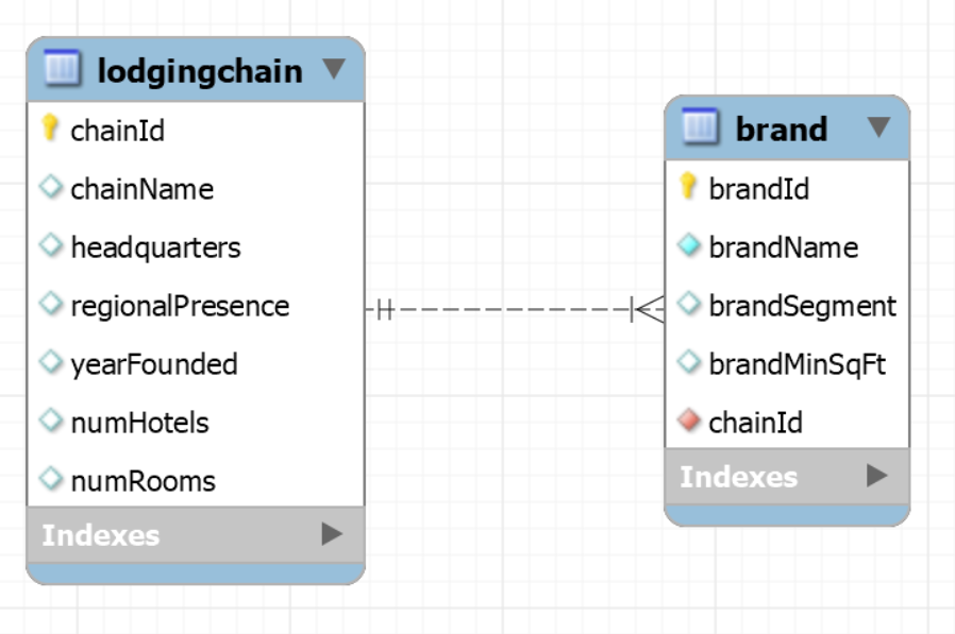 lodgingchain
chainId
chainName
headquarters
regionalPresence
yearFounded
numHotels
numRooms
Indexes
brand
brandId
brandName
brandSegment
brandMinSqFt
chainId
Indexes